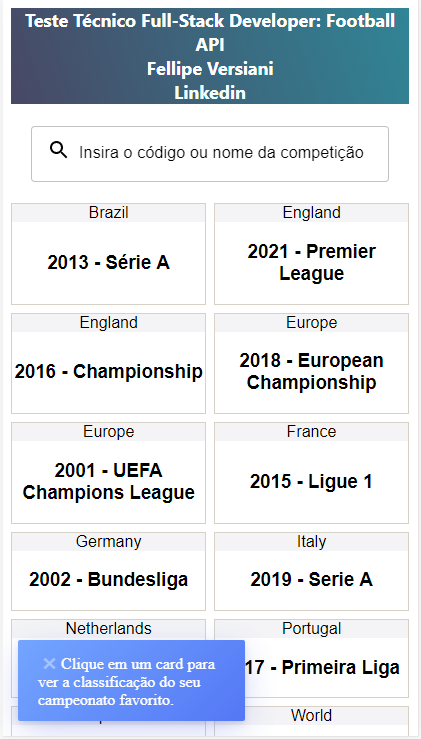 Teste Técnico Full-Stack Developer: Football
API
Fellipe Versiani
Linkedin
Insira o código ou nome da competição
Brazil
2013 - Série A
England
2021 - Premier
League
England
2016 - Championship
Europe
2018 - European
Championship
Europe
2001 - UEFA
Champions League
France
2015 - Ligue 1
Germany
2002 - Bundesliga
Italy
2019 - Serie A
Netherlands
Portugal
17 - Primeira Liga
✕ Clique em um card para
ver a classificação do seu
campeonato favorito.
World